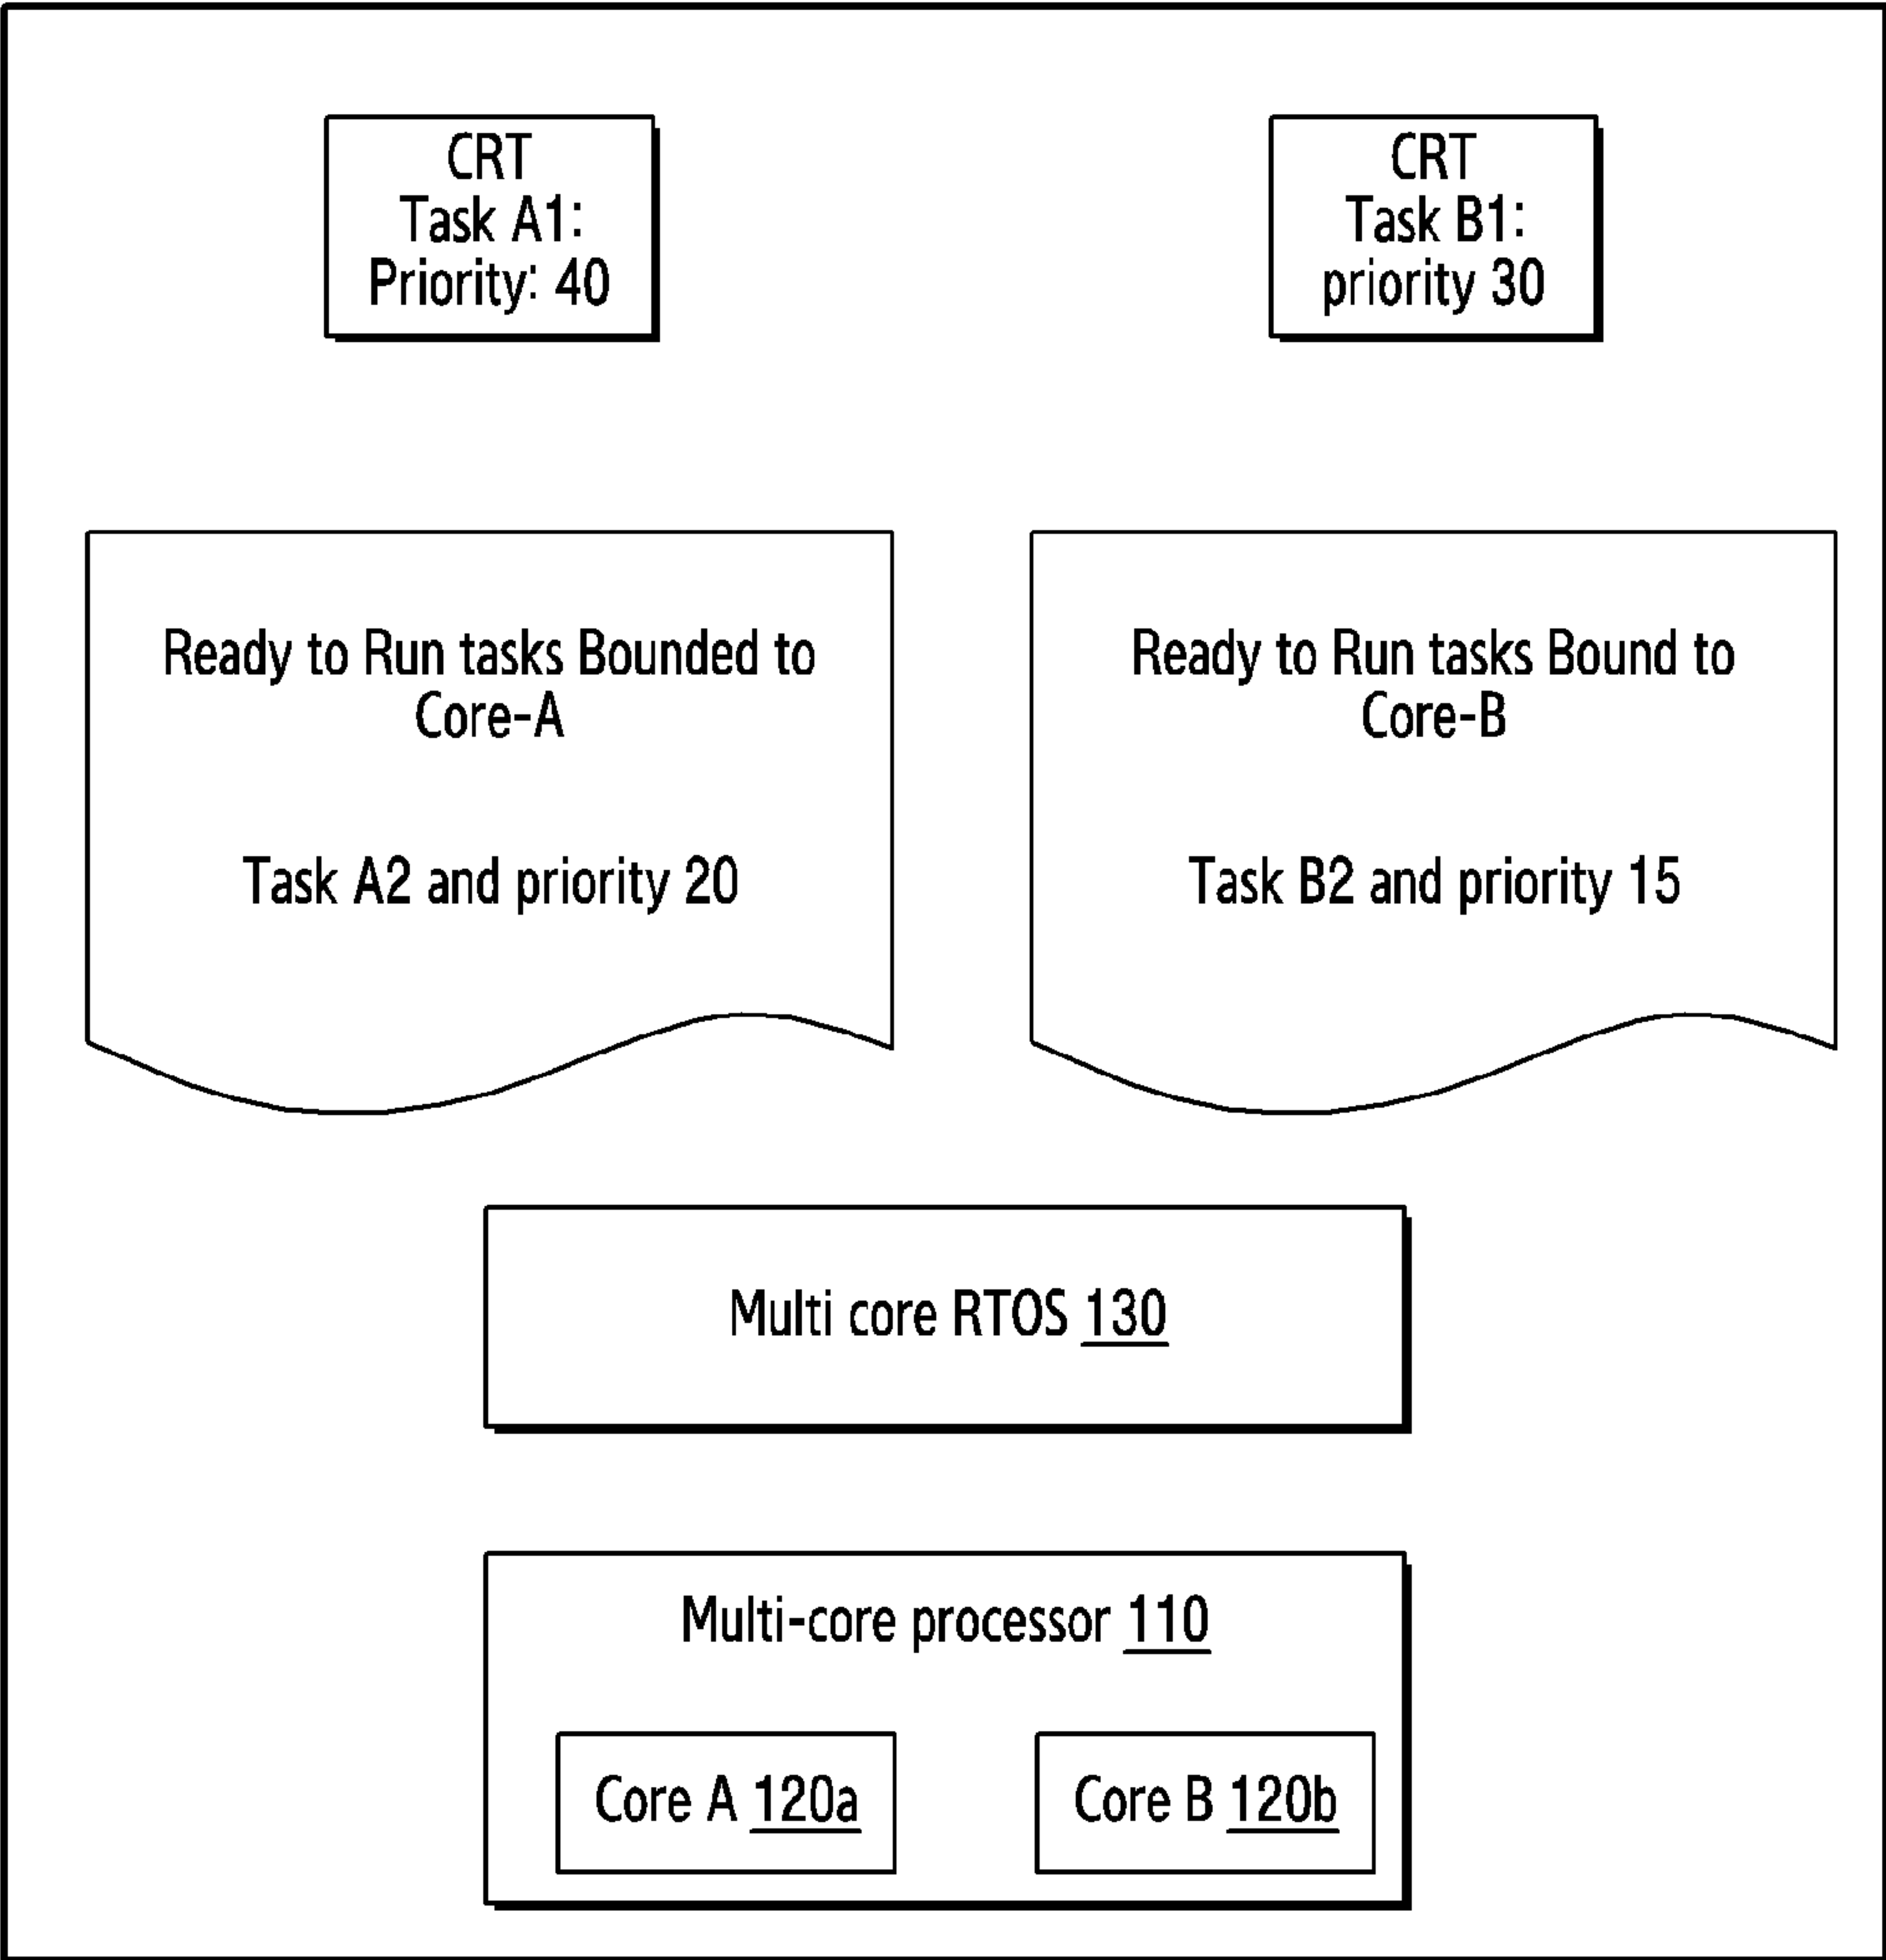 CRT
Task A1:
Priority: 40
CRT
Task B1:
priority 30
Ready to Run tasks Bounded to
Core-A
Task A2 and priority 20
Ready to Run tasks Bound to
Core-B
Task B2 and priority 15
Multi core RTOS 130
Multi-core processor 110
Core A 120a
Core B 120b